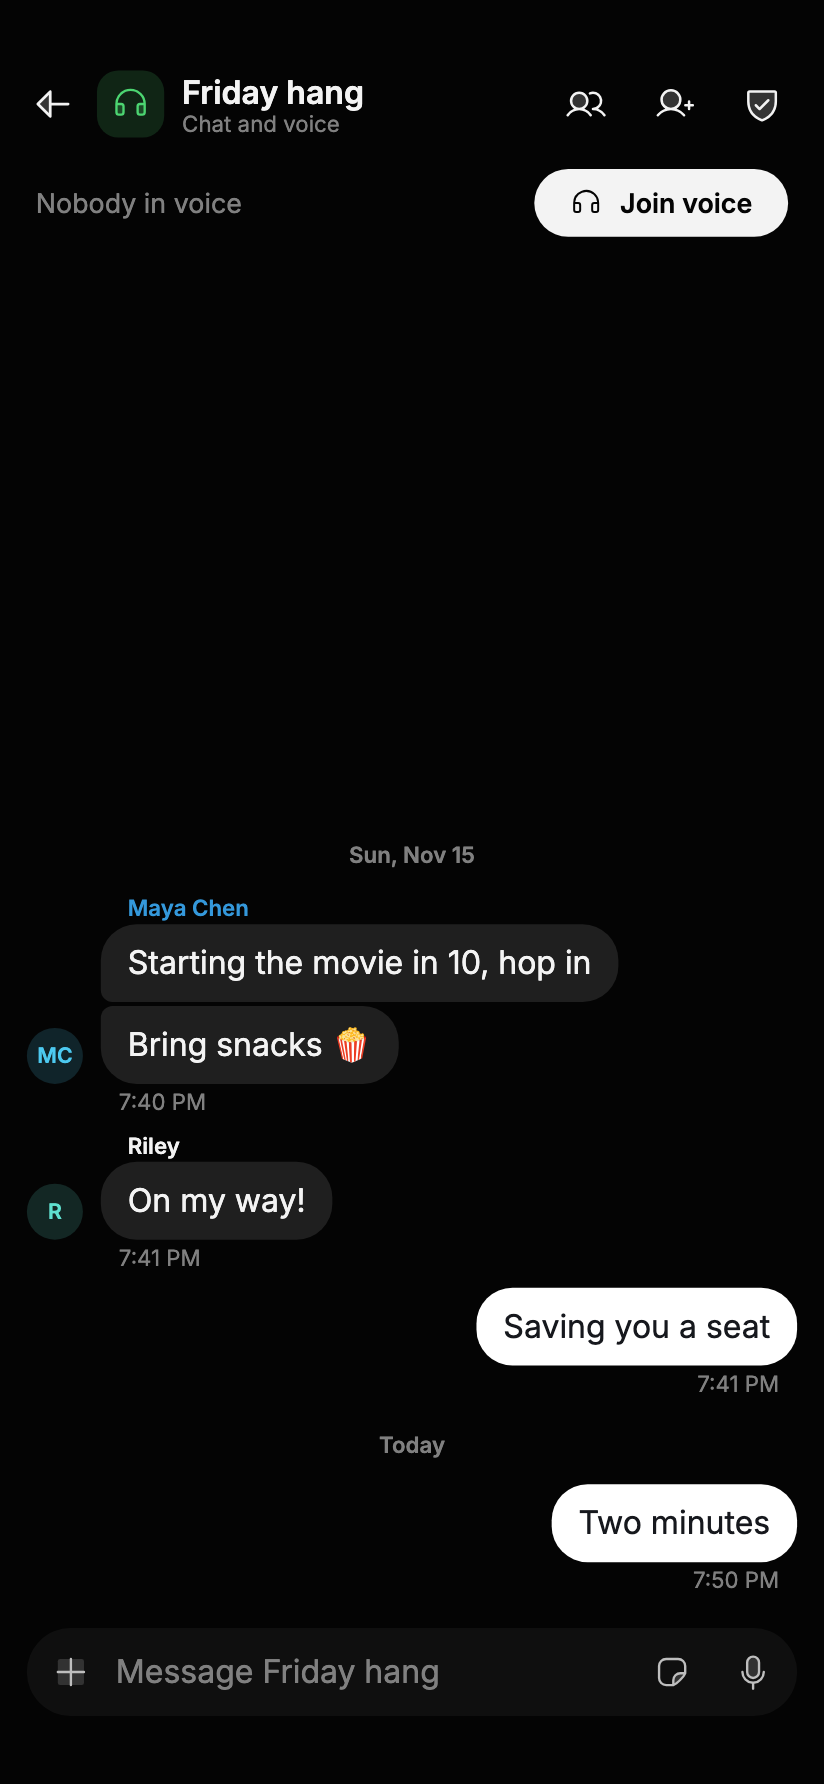 Friday hang
Chat and voice
Nobody in voice
Join voice
Sun, Nov 15
Maya Chen
Starting the movie in 10, hop in
Bring snacks 🍿
MC
7:40 PM
Riley
On my way!
R
7:41 PM
Saving you a seat
7:41 PM
Today
Two minutes
7:50 PM
Message Friday hang